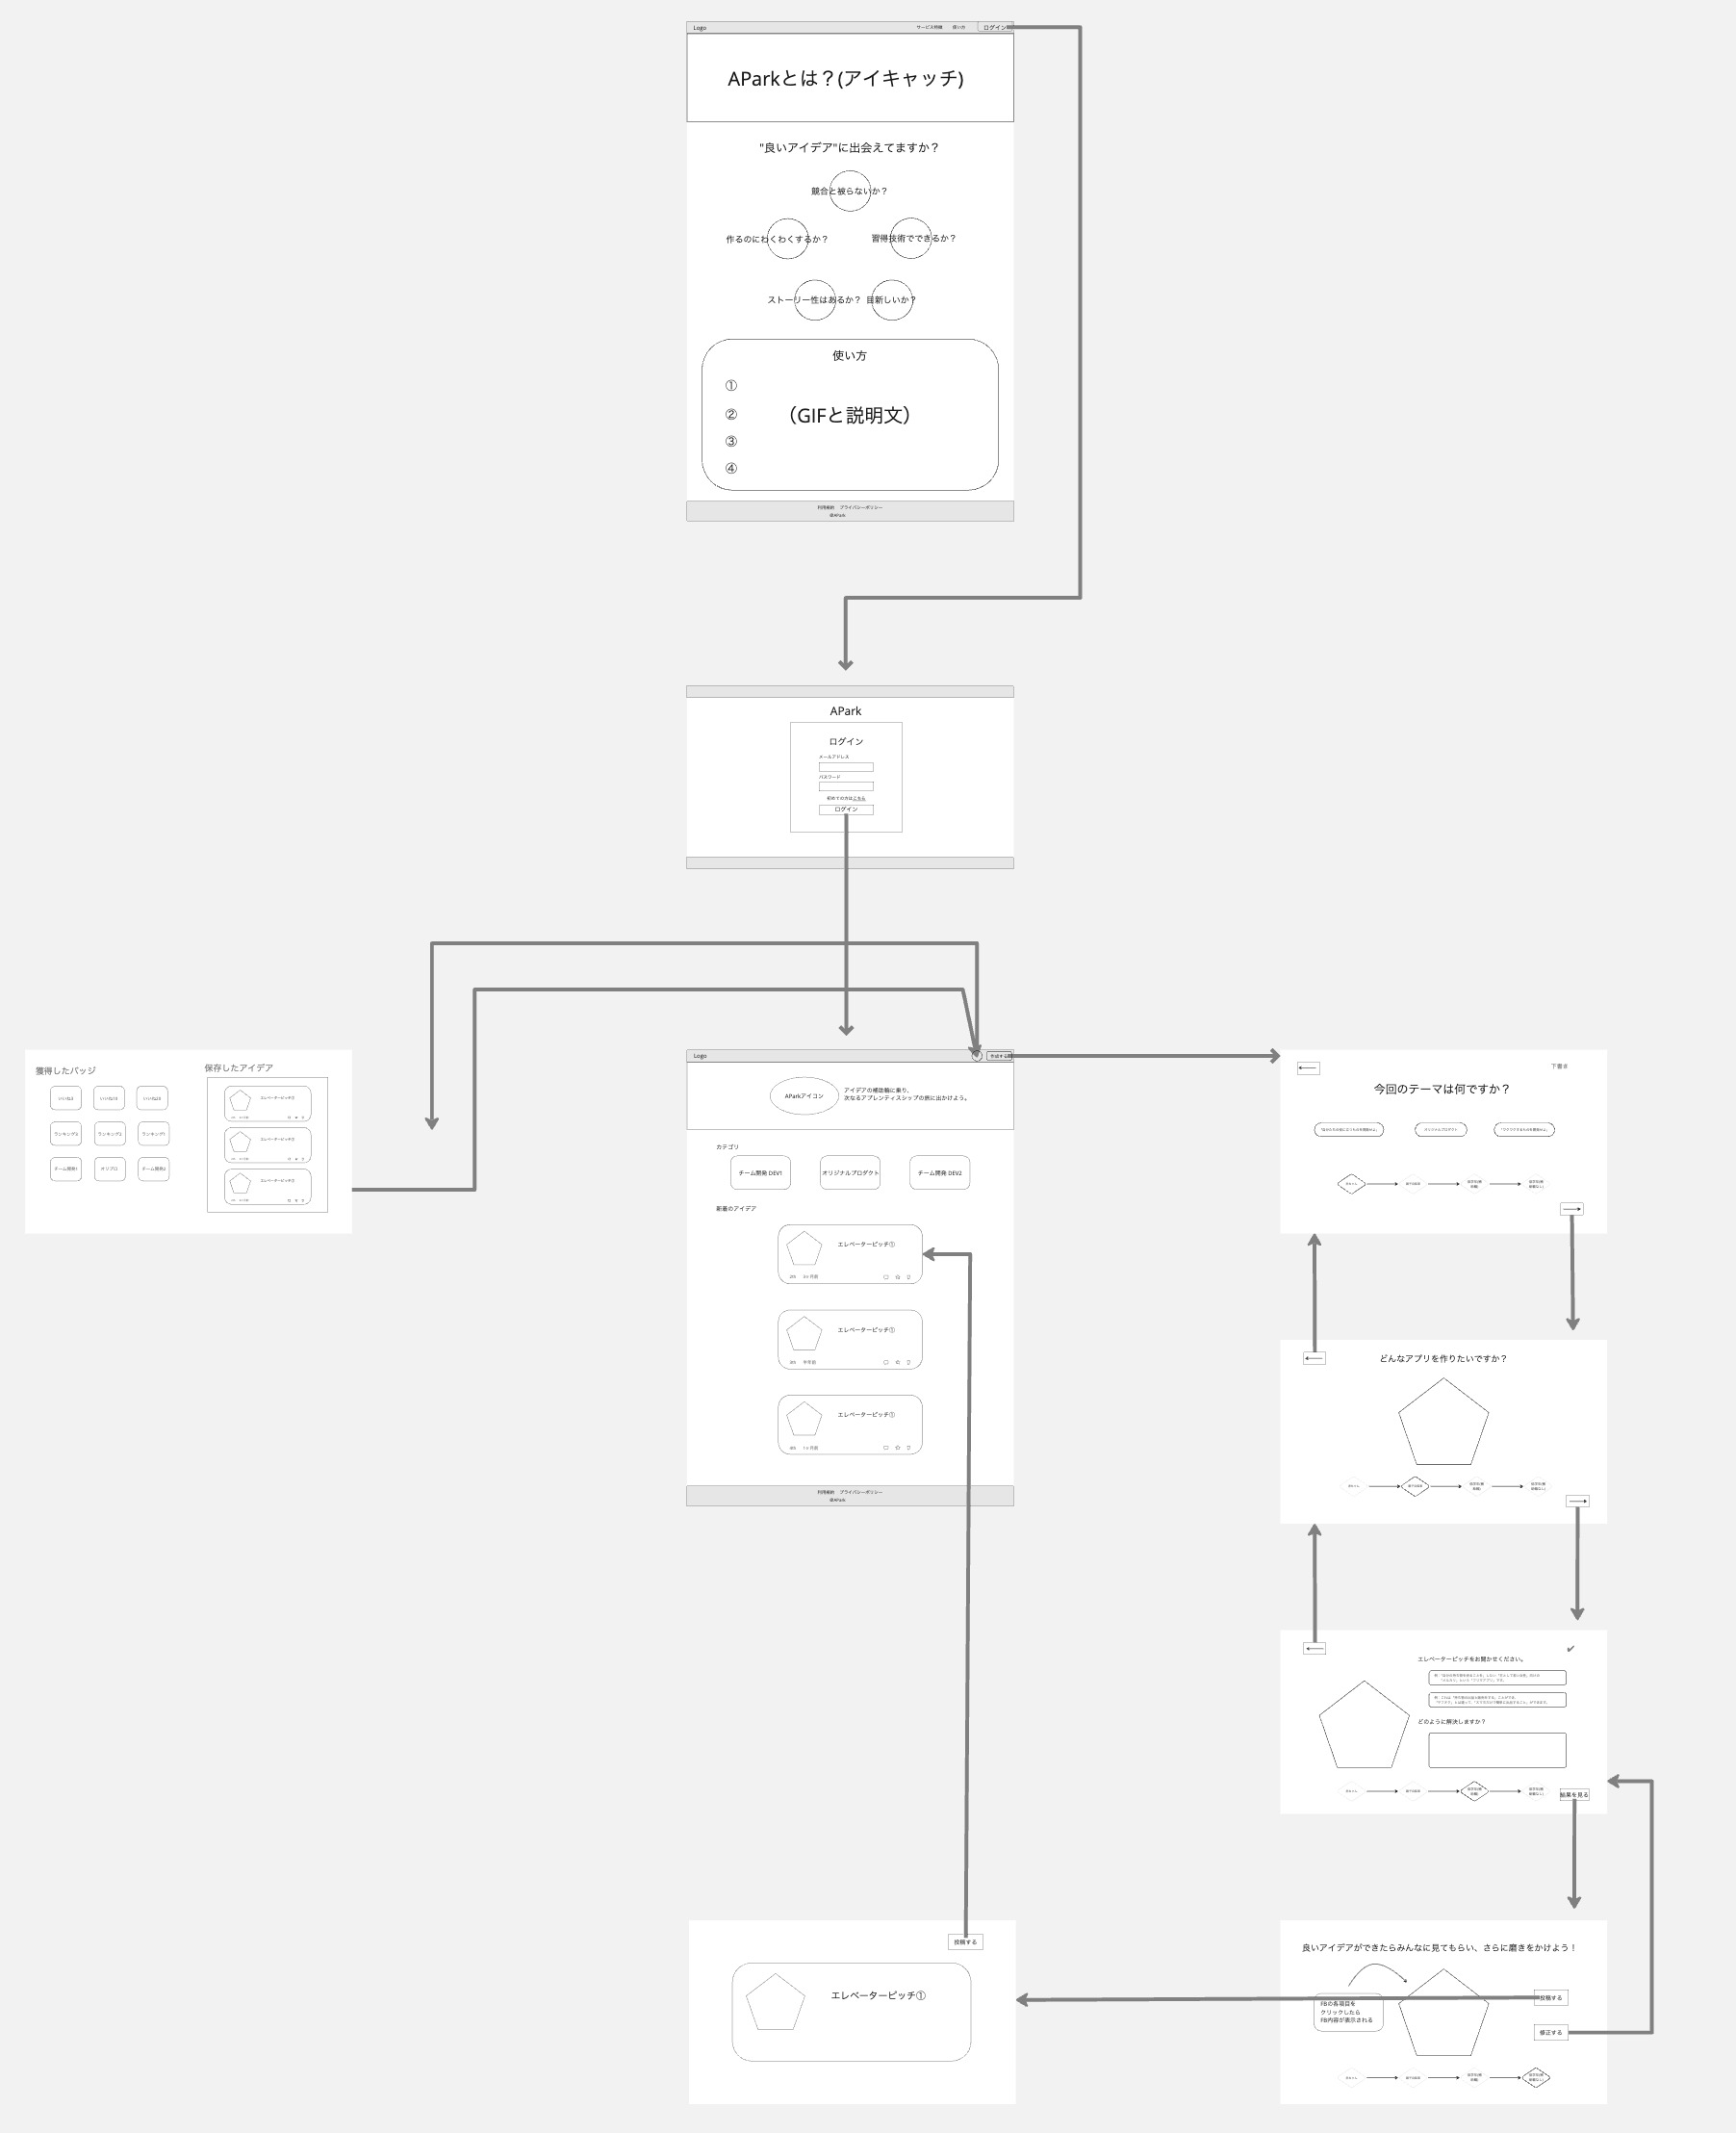 Logo
サービス概要 使い方 ログイン
APARkとは？(アイキャッチ)
"良いアイデア"に出会えてますか？
競合と被らないか？
作るのにわくわくするか？
習得技術でできるか？
ストーリー性はあるか？
目新しいか？
使い方
①
②
③
④
（GIFと説明文）
利用規約 プライバシーポリシー
@APark
APark
ログイン
メールアドレス
パスワード
初めての方はこちら
ログイン
獲得したバッジ
保存したアイデア
ランキング3
ランキング2
ランキング1
チーム開発1
オリプロ
チーム開発2
エレベーターピッチ①
エレベーターピッチ②
エレベーターピッチ③
Logo
作成する
APArkアイコン
アイデアの補助輪に乗り、
次なるアプレンティスシップの旅に出かけよう。
カテゴリ
チーム開発 DEV1
オリジナルプロダクト
チーム開発 DEV2
新着のアイデア
エレベーターピッチ①
エレベーターピッチ①
半年前
エレベーターピッチ①
利用規約 プライバシーポリシー
@APark
下書き
今回のテーマは何ですか？
オリジナルプロダクト
どんなアプリを作りたいですか？
✓
エレベーターピッチをお聞かせください。
どのように解決しますか？
結果を見る
投稿する
エレベーターピッチ①
良いアイデアができたらみんなに見てもらい、さらに磨きをかけよう！
FBの各項目を
クリックしたら
FB内容が表示される
投稿する
修正する